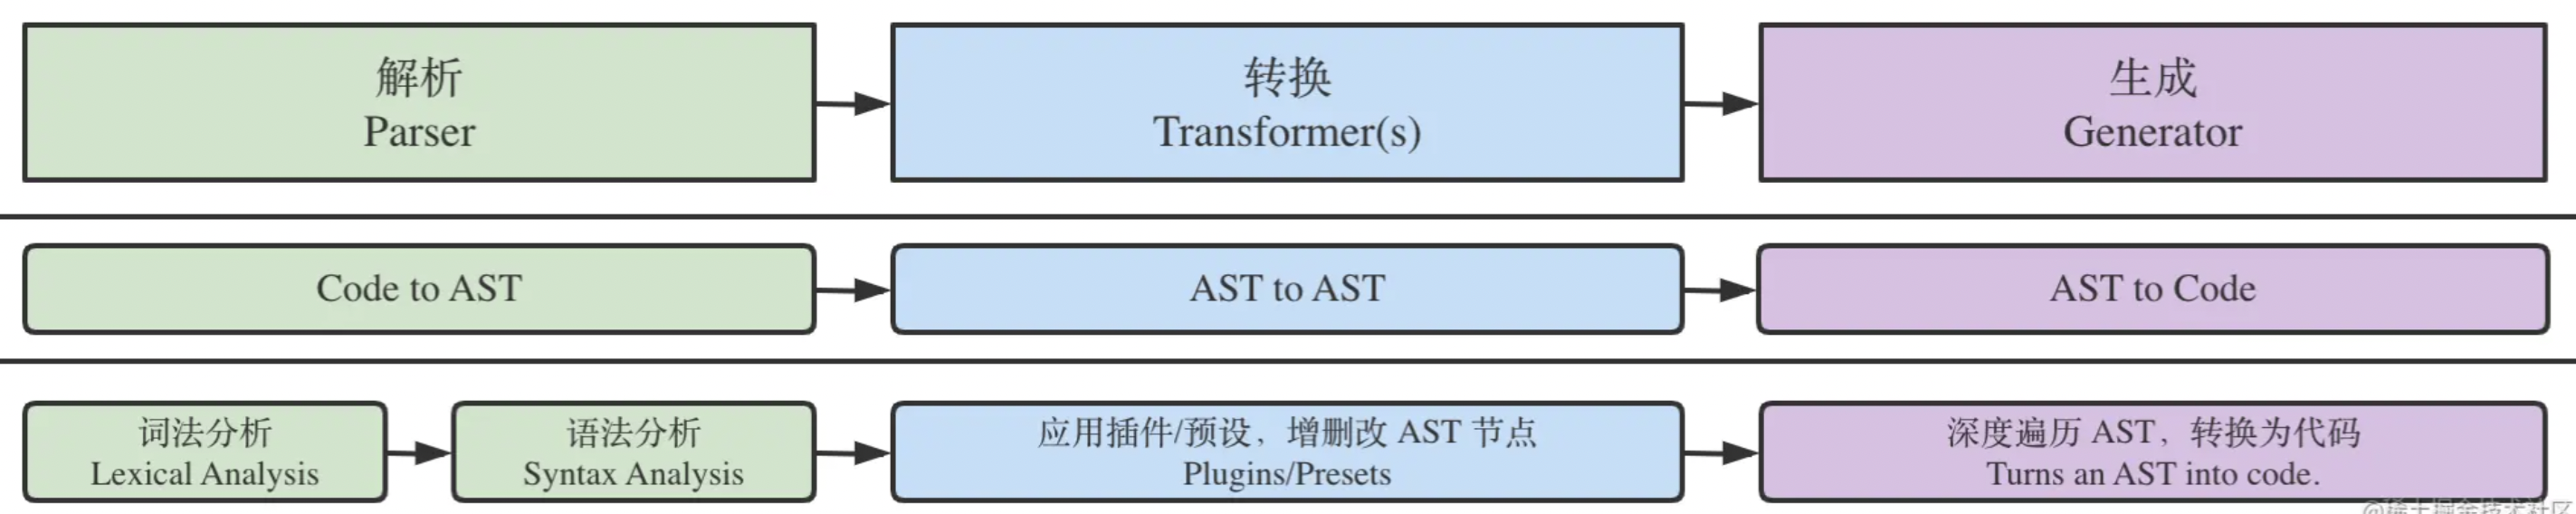 解析
Parser
转换
Transformer(s)
生成
Generator
Code to AST
AST to AST
AST to Code
词法分析
Lexical Analysis
语法分析
Syntax Analysis
应用插件/预设，增删改 AST 节点
Plugins/Presets
深度遍历 AST，转换为代码
Turns an AST into code.
@稀土掘金技术社区